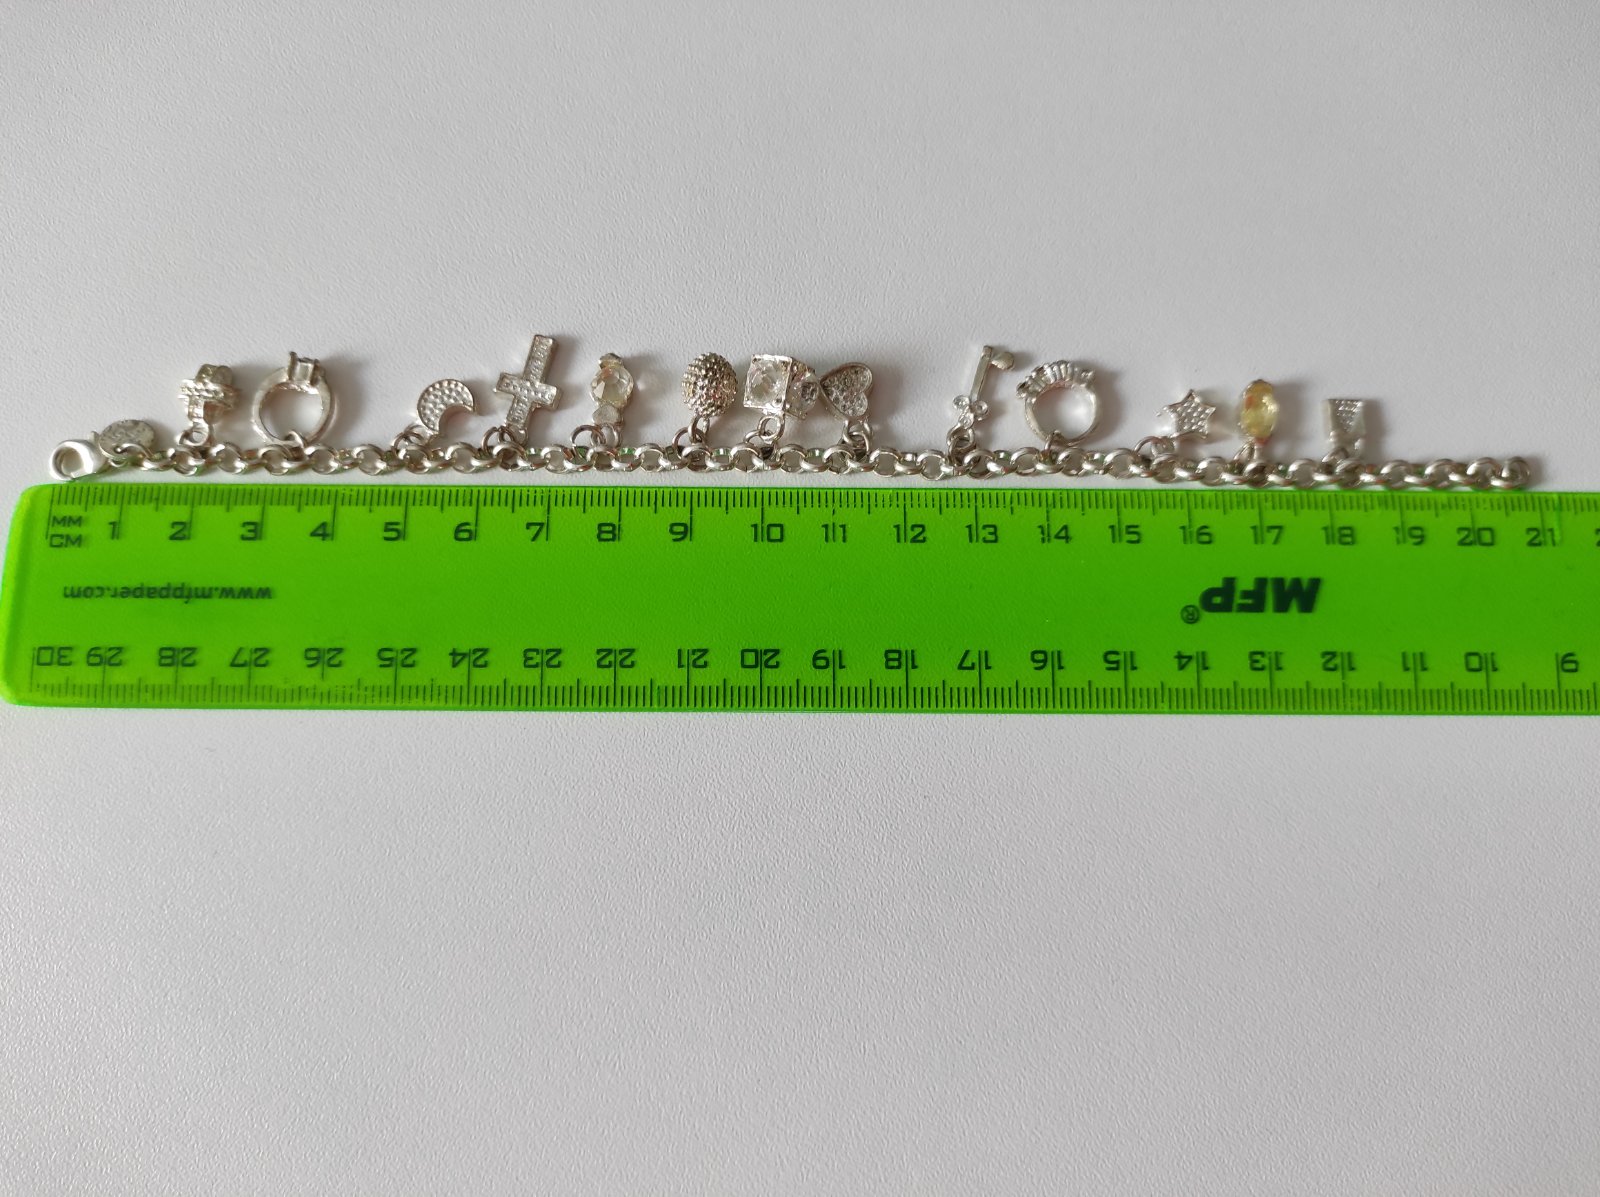 MM 1 2 3 4 5 6 7 8 9 10 11 12 13 14 15 16 17 18 19 20 21
CM
www.mfppaper.com MFP®
30 29 28 27 26 25 24 23 22 21 20 19 18 17 16 15 14 13 12 11 10 9